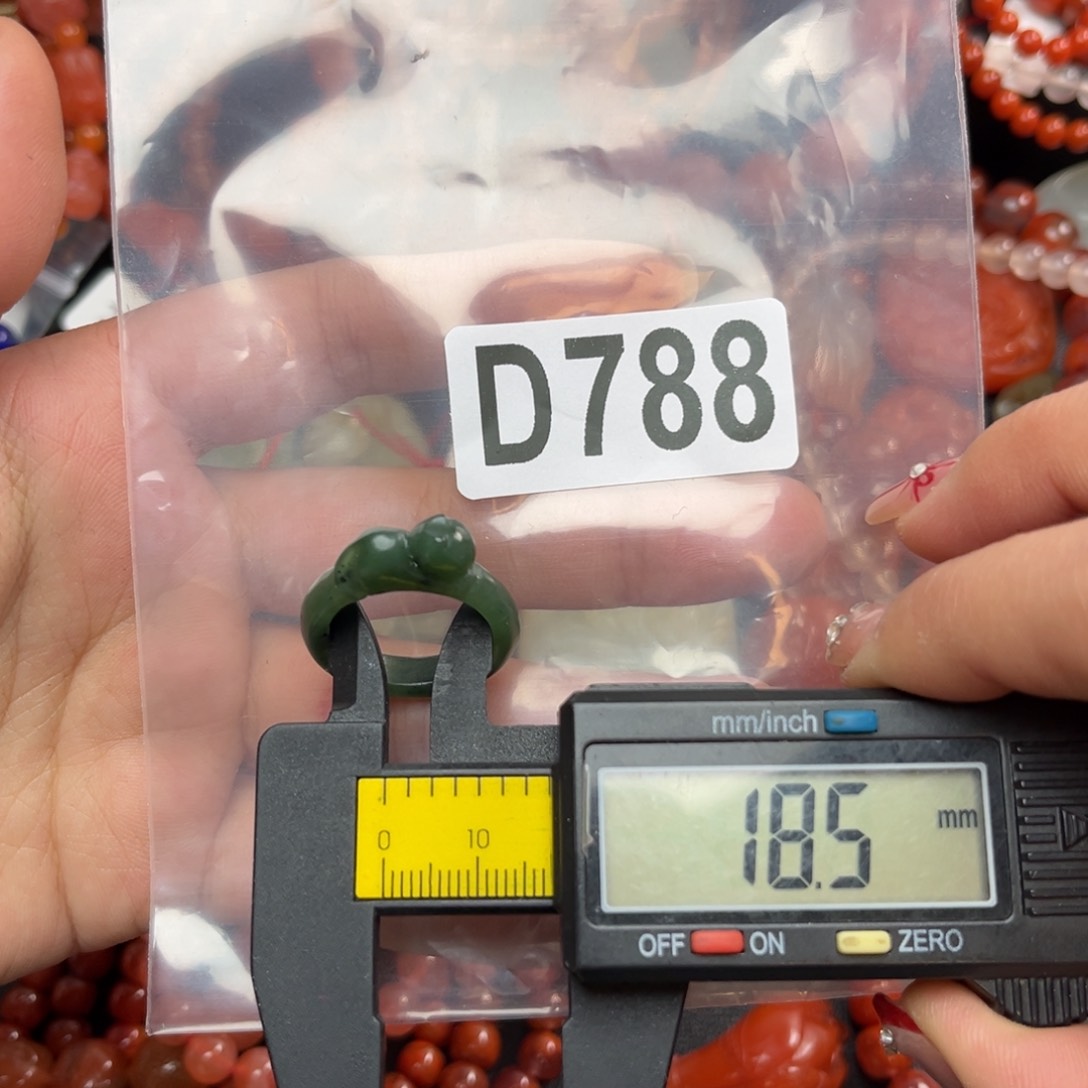 D788
mm/inch
18.5 mm
0 10
OFF ON ZERO